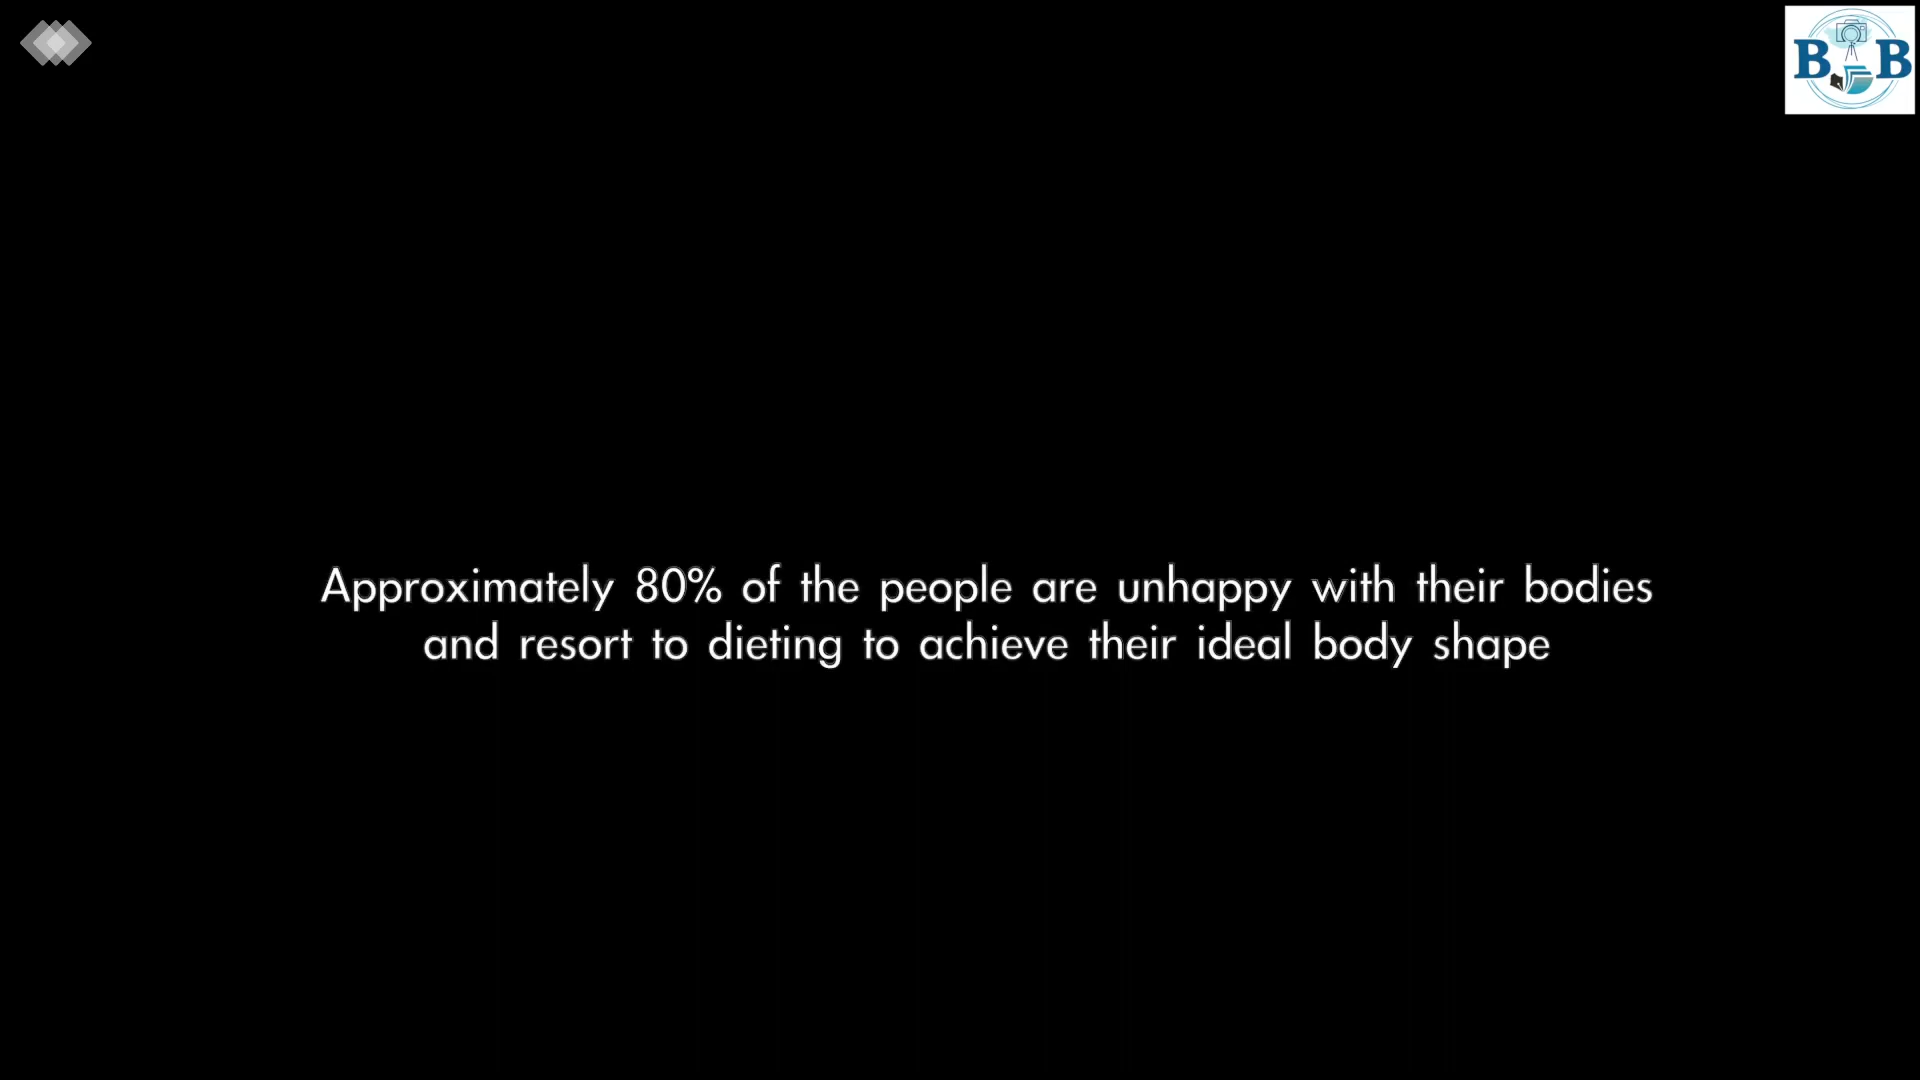 B B
Approximately 80% of the people are unhappy with their bodies
and resort to dieting to achieve their ideal body shape